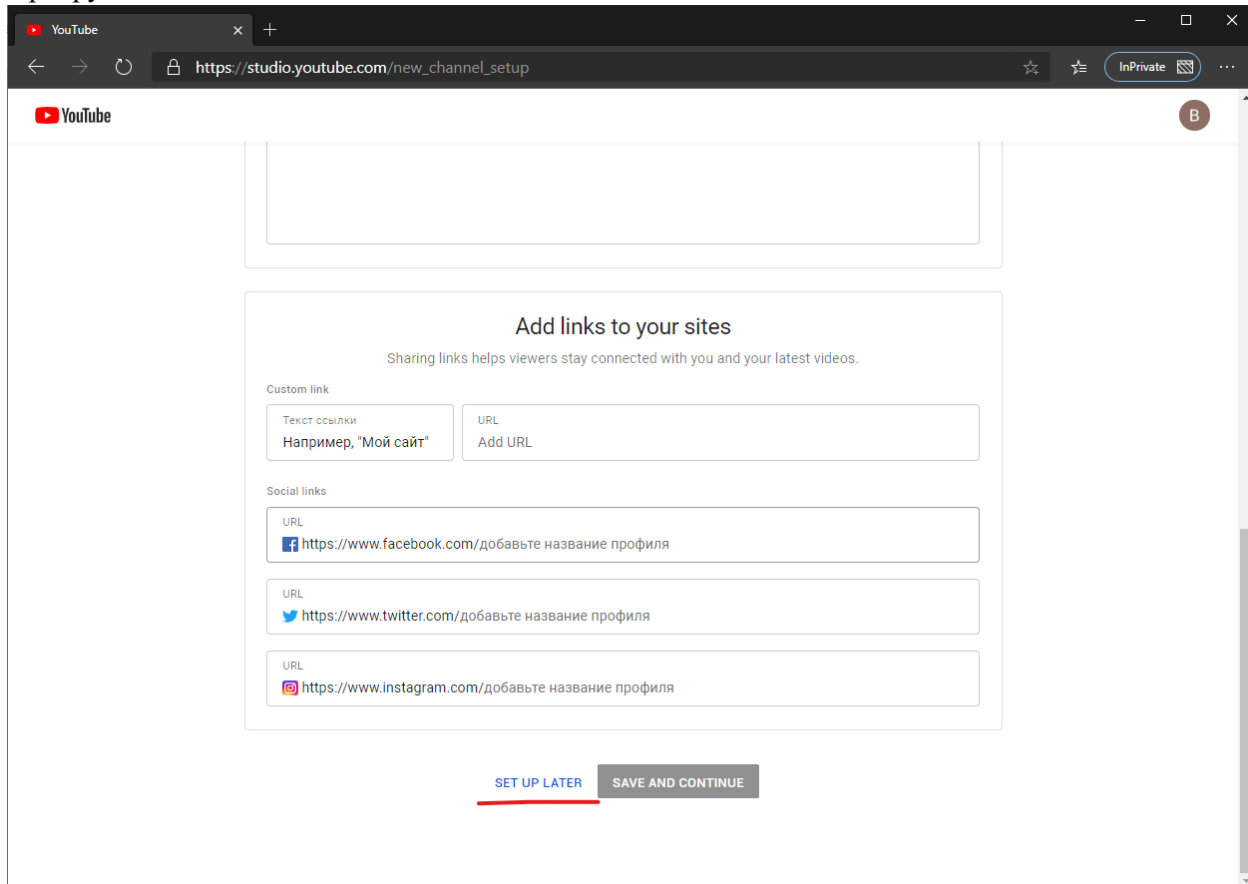 YouTube
https://studio.youtube.com/new_channel_setup
InPrivate
YouTube
B
Add links to your sites
Sharing links helps viewers stay connected with you and your latest videos.
Custom link
Текст ссылки
Например, "Мой сайт"
URL
Add URL
Social links
URL
https://www.facebook.com/добавьте название профиля
URL
https://www.twitter.com/добавьте название профиля
URL
https://www.instagram.com/добавьте название профиля
SET UP LATER SAVE AND CONTINUE